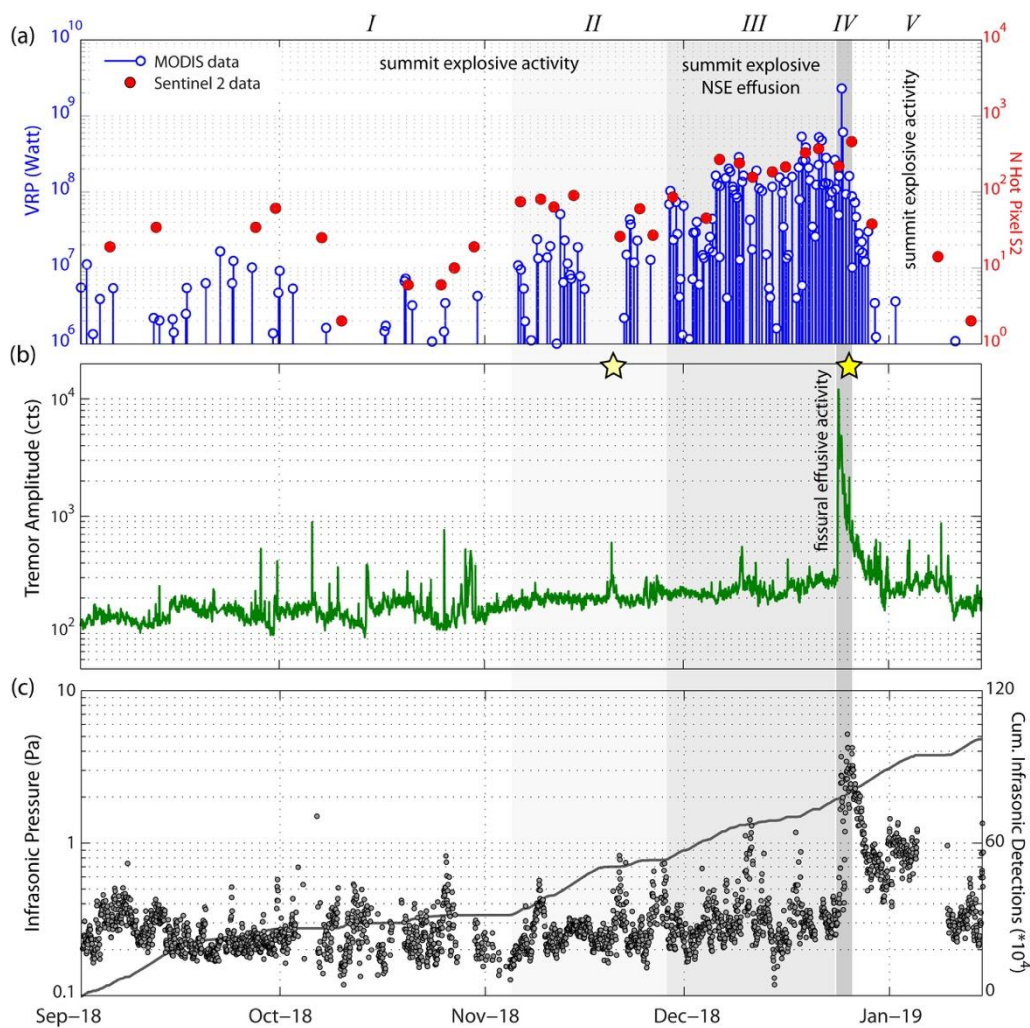 I II III IV V
(a)
10^10
10^9
10^8
10^7
10^6
VRP (Watt)
MODIS data
Sentinel 2 data
summit explosive activity
summit explosive
NSE effusion
summit explosive activity
10^4
10^3
10^2
10^1
10^0
N Hot Pixel S2
(b)
10^4
10^3
10^2
Tremor Amplitude (cts)
fissural effusive activity
(c)
10
1
0.1
Infrasonic Pressure (Pa)
120
60
0
Cum. Infrasonic Detections (*10^4)
Sep-18 Oct-18 Nov-18 Dec-18 Jan-19